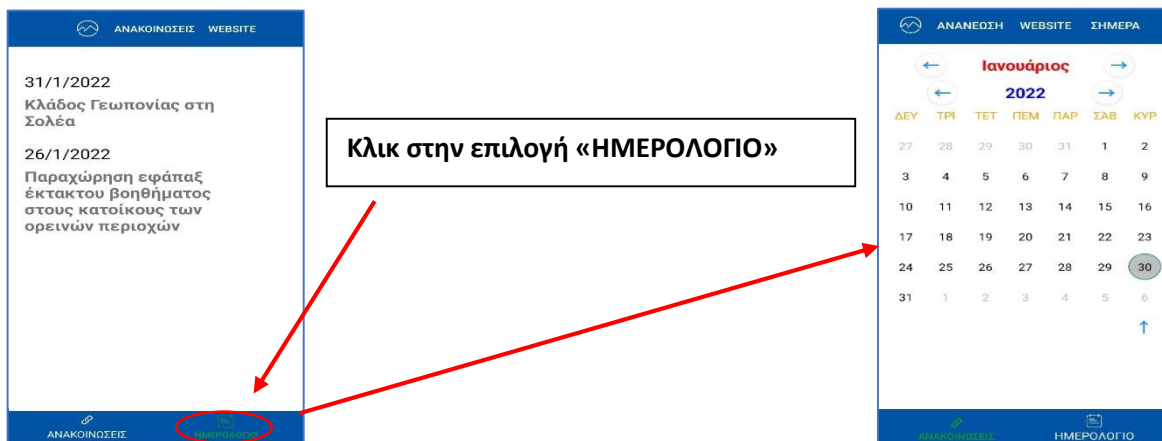 ΑΝΑΚΟΙΝΩΣΕΙΣ WEBSITE
31/1/2022
Κλάδος Γεωπονίας στη
Σολέα
26/1/2022
Παραχώρηση εφάπαξ
έκτακτου βοηθήματος
στους κατοίκους των
ορεινών περιοχών
ΑΝΑΚΟΙΝΩΣΕΙΣ ΗΜΕΡΟΛΟΓΙΟ
Κλικ στην επιλογή «ΗΜΕΡΟΛΟΓΙΟ»
ΑΝΑΝΕΩΣΗ WEBSITE ΣΗΜΕΡΑ
← Ιανουάριος →
← 2022 →
ΔΕΥ ΤΡΊ ΤΕΤ ΠΈΜ ΠΑΡ ΣΆΒ ΚΥΡ
27 28 29 30 31 1 2
3 4 5 6 7 8 9
10 11 12 13 14 15 16
17 18 19 20 21 22 23
24 25 26 27 28 29 30
31 1 2 3 4 5 6
↑
ΑΝΑΚΟΙΝΩΣΕΙΣ ΗΜΕΡΟΛΟΓΙΟ